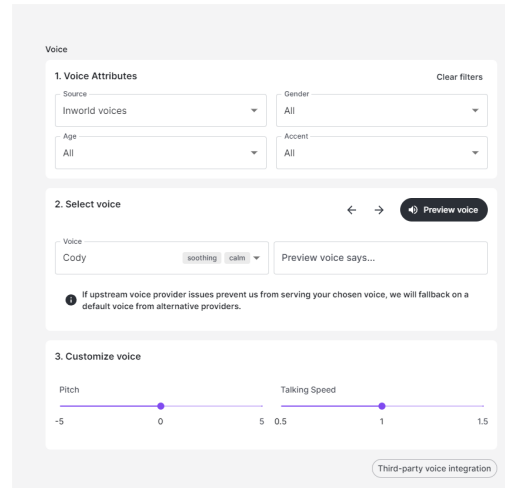 Voice
1. Voice Attributes Clear filters
Source Gender
Inworld voices All
Age Accent
All All
2. Select voice Preview voice
Voice
Cody soothing calm Preview voice says...
If upstream voice provider issues prevent us from serving your chosen voice, we will fallback on a
default voice from alternative providers.
3. Customize voice
Pitch Talking Speed
-5 0 5 0.5 1 1.5
Third-party voice integration